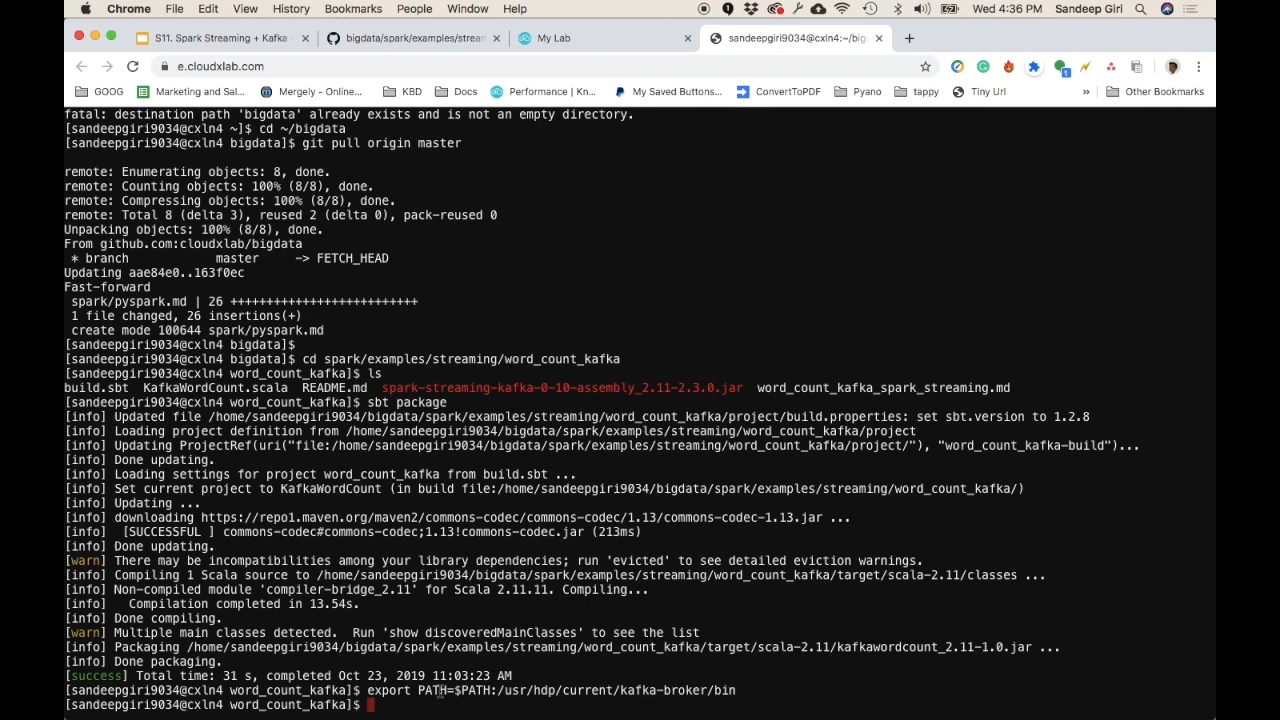 Chrome File Edit View History Bookmarks People Window Help Wed 4:36 PM Sandeep Giri
S11. Spark Streaming + Kafka - bigdata/spark/examples/stream My Lab sandeepgiri9034@cxln4:~/big
e.cloudxlab.com
GOOG Marketing and Sal... Mergely - Online... KBD Docs Performance | Kn... My Saved Buttons... ConvertToPDF Pyano tappy Tiny Url » Other Bookmarks
fatal: destination path 'bigdata' already exists and is not an empty directory.
[sandeepgiri9034@cxln4 ~]$ cd ~/bigdata
[sandeepgiri9034@cxln4 bigdata]$ git pull origin master
remote: Enumerating objects: 8, done.
remote: Counting objects: 100% (8/8), done.
remote: Compressing objects: 100% (8/8), done.
remote: Total 8 (delta 3), reused 2 (delta 0), pack-reused 0
Unpacking objects: 100% (8/8), done.
From github.com:cloudxlab/bigdata
* branch master -> FETCH_HEAD
Updating aae84e0..163f0ec
Fast-forward
spark/pyspark.md | 26 ++++++++++++++++++++++++++
1 file changed, 26 insertions(+)
create mode 100644 spark/pyspark.md
[sandeepgiri9034@cxln4 bigdata]$
[sandeepgiri9034@cxln4 bigdata]$ cd spark/examples/streaming/word_count_kafka
[sandeepgiri9034@cxln4 word_count_kafka]$ ls
build.sbt KafkaWordCount.scala README.md spark-streaming-kafka-0-10-assembly_2.11-2.3.0.jar word_count_kafka_spark_streaming.md
[sandeepgiri9034@cxln4 word_count_kafka]$ sbt package
[info] Updated file /home/sandeepgiri9034/bigdata/spark/examples/streaming/word_count_kafka/project/build.properties: set sbt.version to 1.2.8
[info] Loading project definition from /home/sandeepgiri9034/bigdata/spark/examples/streaming/word_count_kafka/project
[info] Updating ProjectRef(uri("file:/home/sandeepgiri9034/bigdata/spark/examples/streaming/word_count_kafka/project/"), "word_count_kafka-build")...
[info] Done updating.
[info] Loading settings for project word_count_kafka from build.sbt ...
[info] Set current project to KafkaWordCount (in build file:/home/sandeepgiri9034/bigdata/spark/examples/streaming/word_count_kafka/)
[info] Updating ...
[info] downloading https://repo1.maven.org/maven2/commons-codec/commons-codec/1.13/commons-codec-1.13.jar ...
[info] [SUCCESSFUL ] commons-codec#commons-codec;1.13!commons-codec.jar (213ms)
[info] Done updating.
[warn] There may be incompatibilities among your library dependencies; run 'evicted' to see detailed eviction warnings.
[info] Compiling 1 Scala source to /home/sandeepgiri9034/bigdata/spark/examples/streaming/word_count_kafka/target/scala-2.11/classes ...
[info] Non-compiled module 'compiler-bridge_2.11' for Scala 2.11.11. Compiling...
[info] Compilation completed in 13.54s.
[info] Done compiling.
[warn] Multiple main classes detected. Run 'show discoveredMainClasses' to see the list
[info] Packaging /home/sandeepgiri9034/bigdata/spark/examples/streaming/word_count_kafka/target/scala-2.11/kafkawordcount_2.11-1.0.jar ...
[info] Done packaging.
[success] Total time: 31 s, completed Oct 23, 2019 11:03:23 AM
[sandeepgiri9034@cxln4 word_count_kafka]$ export PATH=$PATH:/usr/hdp/current/kafka-broker/bin
[sandeepgiri9034@cxln4 word_count_kafka]$